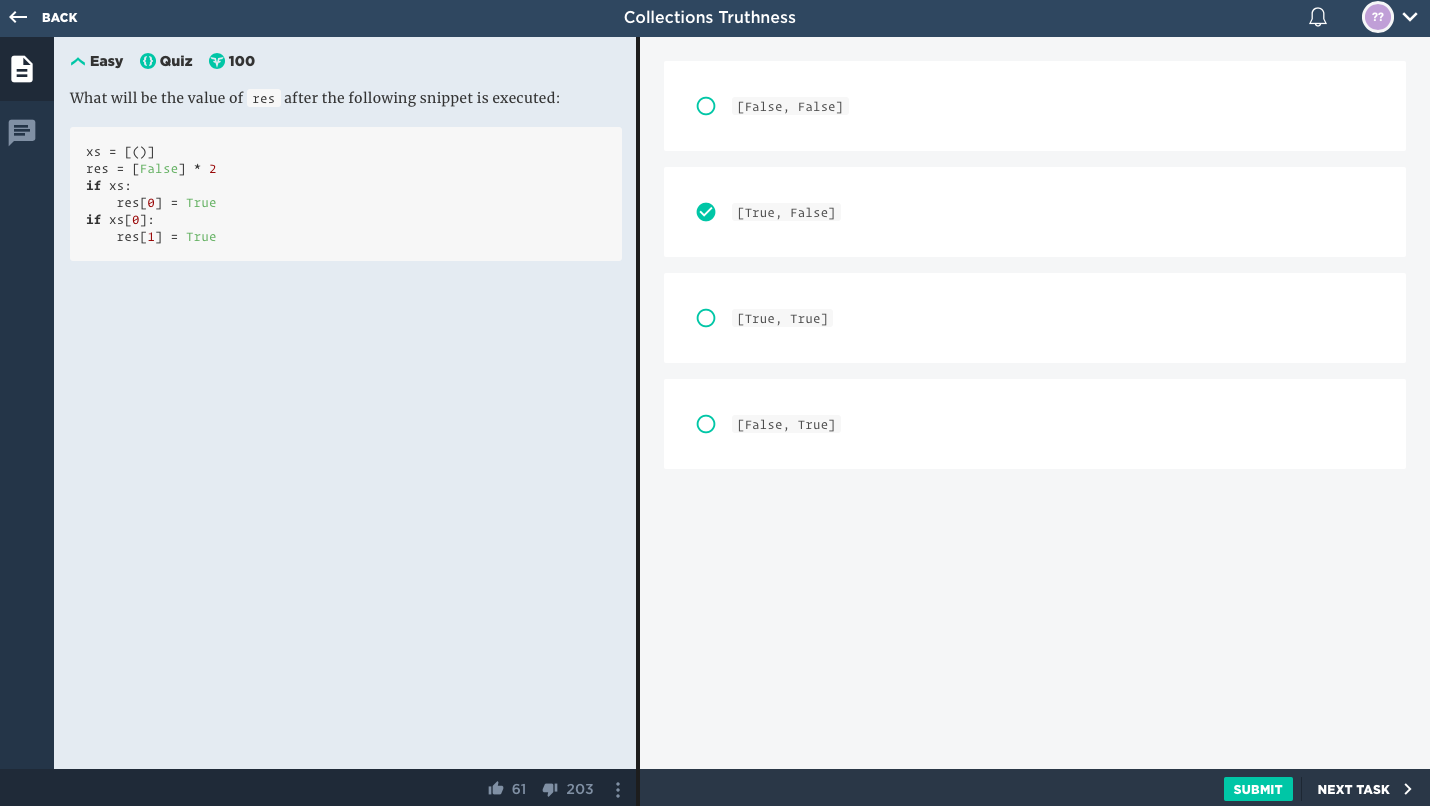 BACK
Collections Truthness
??
Easy Quiz 100
What will be the value of res after the following snippet is executed:
xs = [()]
res = [False] * 2
if xs:
    res[0] = True
if xs[0]:
    res[1] = True
[False, False]
[True, False]
[True, True]
[False, True]
61 203
SUBMIT
NEXT TASK